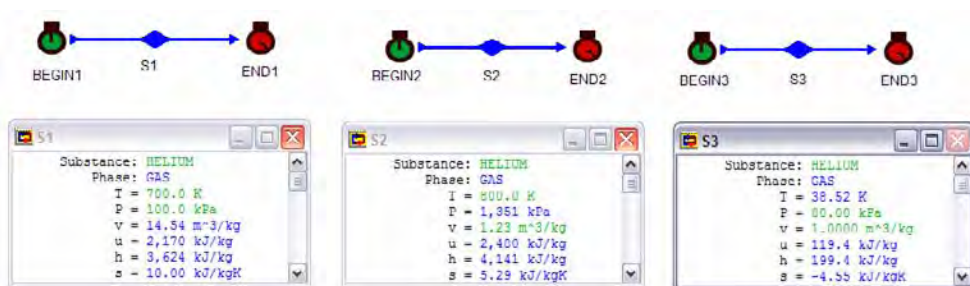 BEGIN1
S1
END1
BEGIN2
S2
END2
BEGIN3
S3
END3
S1
Substance: HELIUM
Phase: GAS
T = 700.0 K
P = 100.0 kPa
v = 14.54 m^3/kg
u = 2,170 kJ/kg
h = 3,624 kJ/kg
s = 10.00 kJ/kgK
S2
Substance: HELIUM
Phase: GAS
T = 800.0 K
P = 1,351 kPa
v = 1.23 m^3/kg
u = 2,480 kJ/kg
h = 4,141 kJ/kg
s = 5.29 kJ/kgK
S3
Substance: HELIUM
Phase: GAS
T = 38.52 K
P = 80.00 kPa
v = 1.0000 m^3/kg
u = 119.4 kJ/kg
h = 199.4 kJ/kg
s = -4.55 kJ/kgK